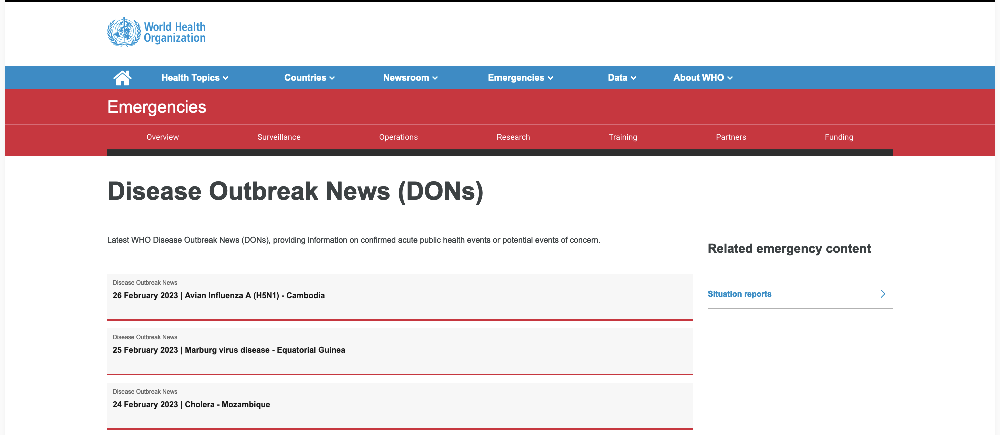 World Health
Organization
Health Topics
Countries
Newsroom
Emergencies
Data
About WHO
Emergencies
Overview
Surveillance
Operations
Research
Training
Partners
Funding
Disease Outbreak News (DONs)
Latest WHO Disease Outbreak News (DONs), providing information on confirmed acute public health events or potential events of concern.
Disease Outbreak News
26 February 2023 | Avian Influenza A (H5N1) - Cambodia
Disease Outbreak News
25 February 2023 | Marburg virus disease - Equatorial Guinea
Disease Outbreak News
24 February 2023 | Cholera - Mozambique
Related emergency content
Situation reports